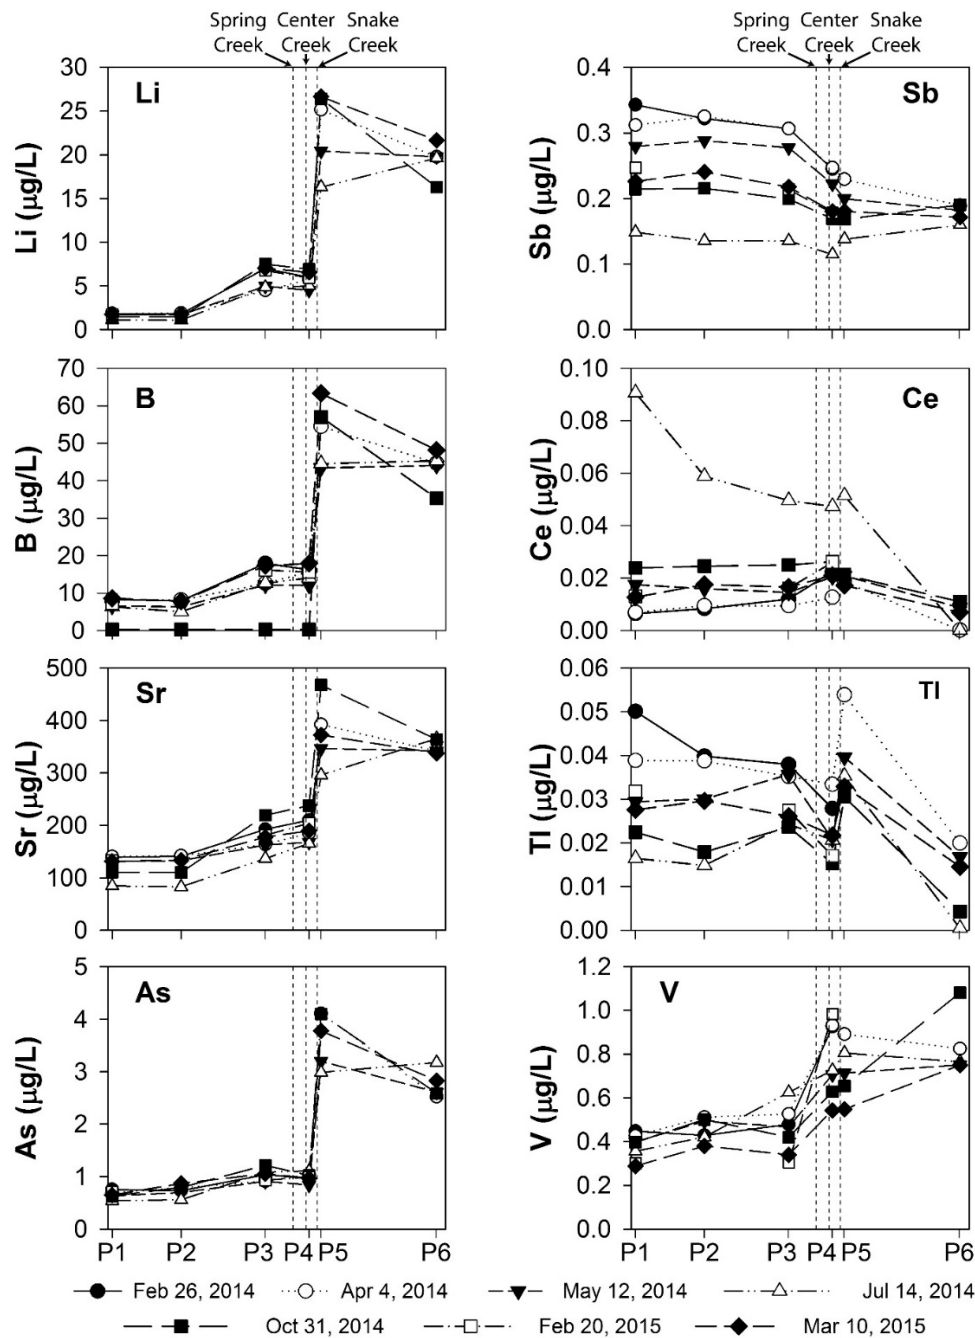 Spring Creek
Center Creek
Snake Creek
Spring Creek
Center Creek
Snake Creek
Li
Li (µg/L)
30
25
20
15
10
5
0
Sb
Sb (µg/L)
0.4
0.3
0.2
0.1
0.0
B
B (µg/L)
70
60
50
40
30
20
10
0
Ce
Ce (µg/L)
0.10
0.08
0.06
0.04
0.02
0.00
Sr
Sr (µg/L)
500
400
300
200
100
0
Tl
Tl (µg/L)
0.06
0.05
0.04
0.03
0.02
0.01
0.00
As
As (µg/L)
5
4
3
2
1
0
P1 P2 P3 P4 P5 P6
V
V (µg/L)
1.2
1.0
0.8
0.6
0.4
0.2
0.0
P1 P2 P3 P4 P5 P6
Feb 26, 2014 Apr 4, 2014 May 12, 2014 Jul 14, 2014
Oct 31, 2014 Feb 20, 2015 Mar 10, 2015